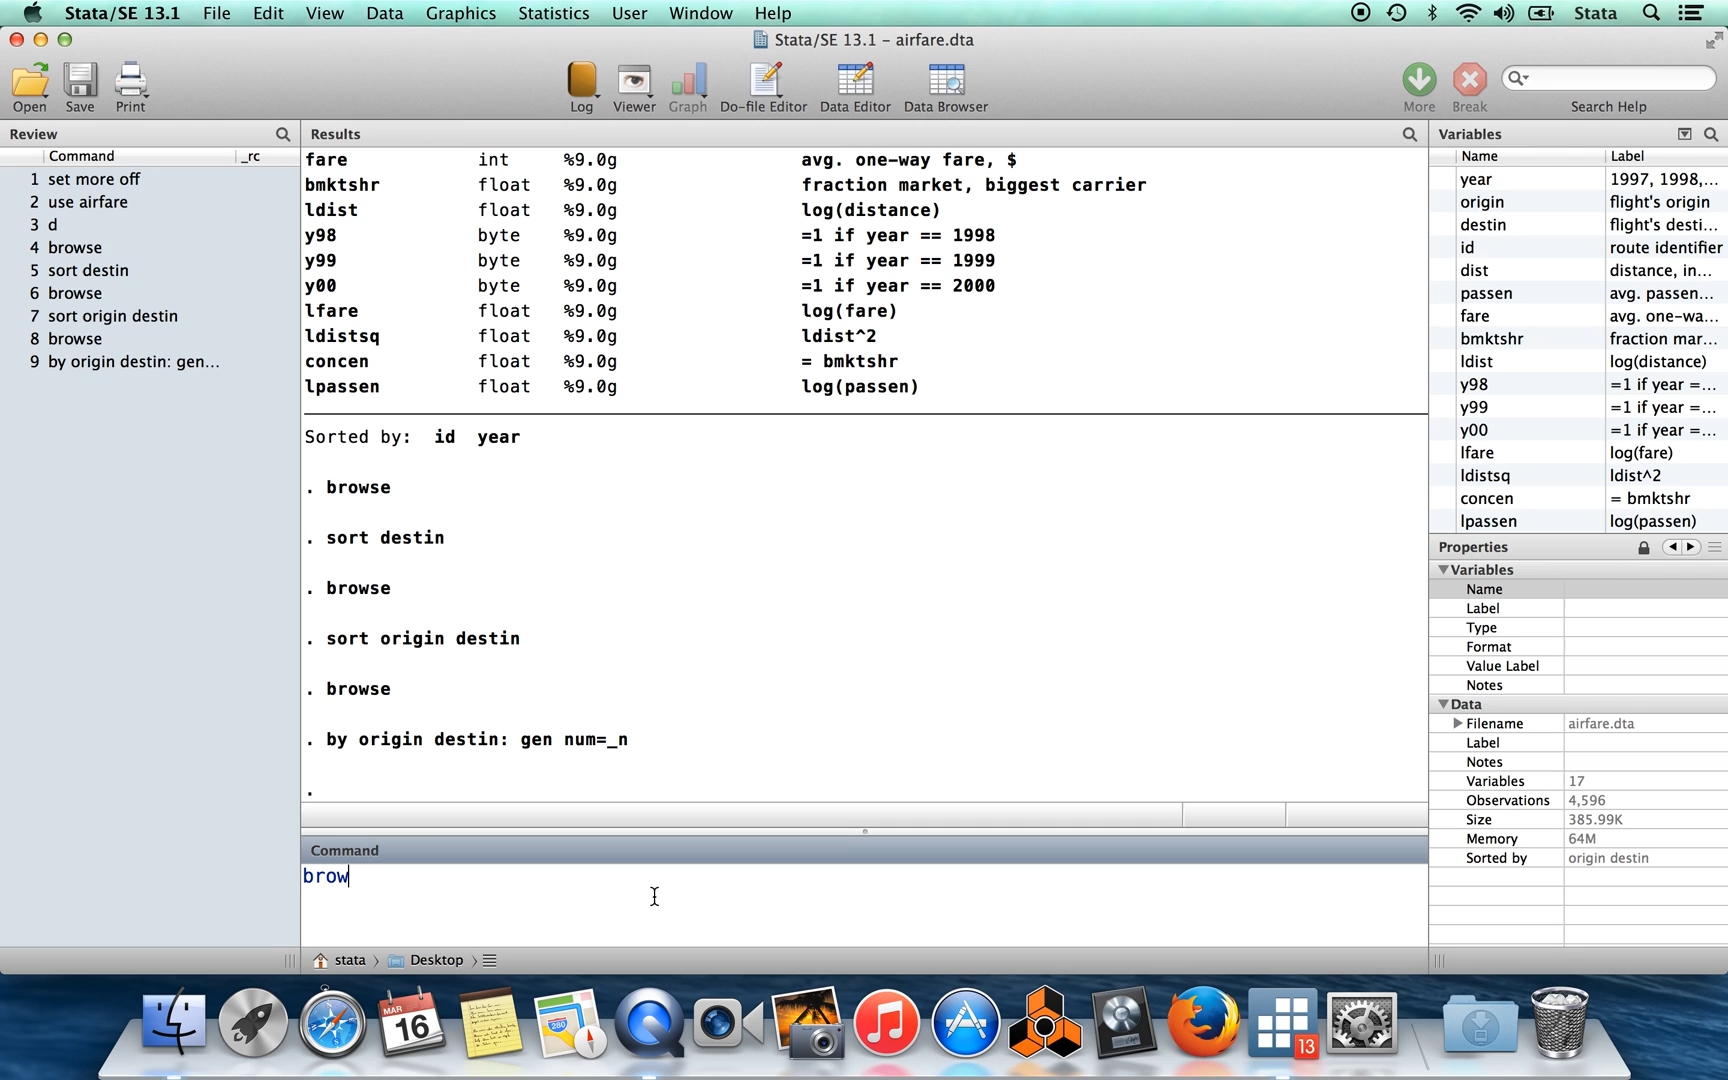 Stata/SE 13.1 File Edit View Data Graphics Statistics User Window Help Stata
Stata/SE 13.1 – airfare.dta
Open Save Print Log Viewer Graph Do-file Editor Data Editor Data Browser More Break Search Help
Review
Command _rc
1 set more off
2 use airfare
3 d
4 browse
5 sort destin
6 browse
7 sort origin destin
8 browse
9 by origin destin: gen...
Results
fare int %9.0g avg. one-way fare, $
bmktshr float %9.0g fraction market, biggest carrier
ldist float %9.0g log(distance)
y98 byte %9.0g =1 if year == 1998
y99 byte %9.0g =1 if year == 1999
y00 byte %9.0g =1 if year == 2000
lfare float %9.0g log(fare)
ldistsq float %9.0g ldist^2
concen float %9.0g = bmktshr
lpassen float %9.0g log(passen)
Sorted by: id year
. browse
. sort destin
. browse
. sort origin destin
. browse
. by origin destin: gen num=_n
.
Command
brow
stata Desktop
Variables
Name Label
year 1997, 1998,...
origin flight's origin
destin flight's desti...
id route identifier
dist distance, in...
passen avg. passen...
fare avg. one-wa...
bmktshr fraction mar...
ldist log(distance)
y98 =1 if year =...
y99 =1 if year =...
y00 =1 if year =...
lfare log(fare)
ldistsq ldist^2
concen = bmktshr
lpassen log(passen)
Properties
Variables
Name
Label
Type
Format
Value Label
Notes
Data
Filename airfare.dta
Label
Notes
Variables 17
Observations 4,596
Size 385.99K
Memory 64M
Sorted by origin destin
MAR
16
280
13